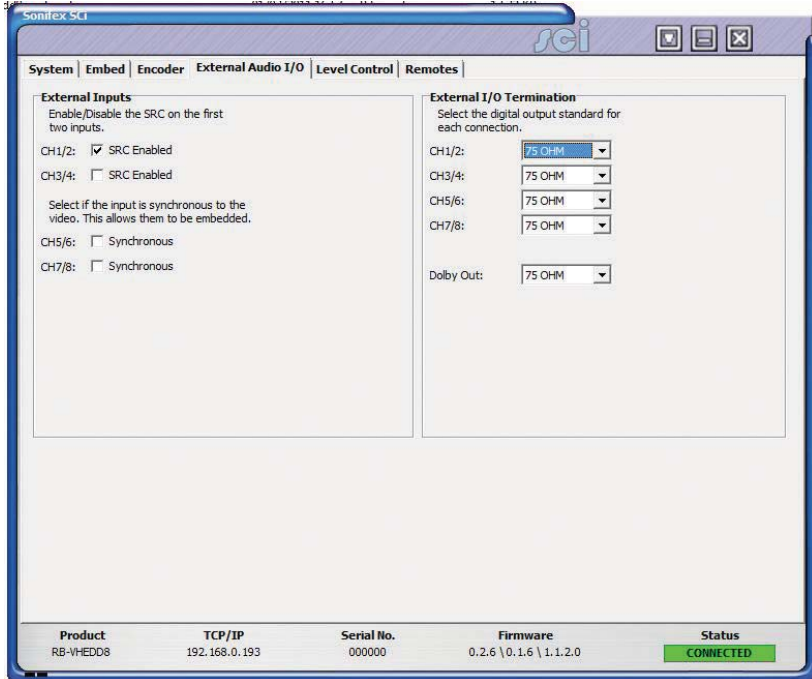 Sonifex SCi
sci
System Embed Encoder External Audio I/O Level Control Remotes
External Inputs
Enable/Disable the SRC on the first
two inputs.
CH1/2: SRC Enabled
CH3/4: SRC Enabled
Select if the input is synchronous to the
video. This allows them to be embedded.
CH5/6: Synchronous
CH7/8: Synchronous
External I/O Termination
Select the digital output standard for
each connection.
CH1/2: 75 OHM
CH3/4: 75 OHM
CH5/6: 75 OHM
CH7/8: 75 OHM
Dolby Out: 75 OHM
Product TCP/IP Serial No. Firmware Status
RB-VHEDD8 192.168.0.193 000000 0.2.6 \ 0.1.6 \ 1.1.2.0 CONNECTED